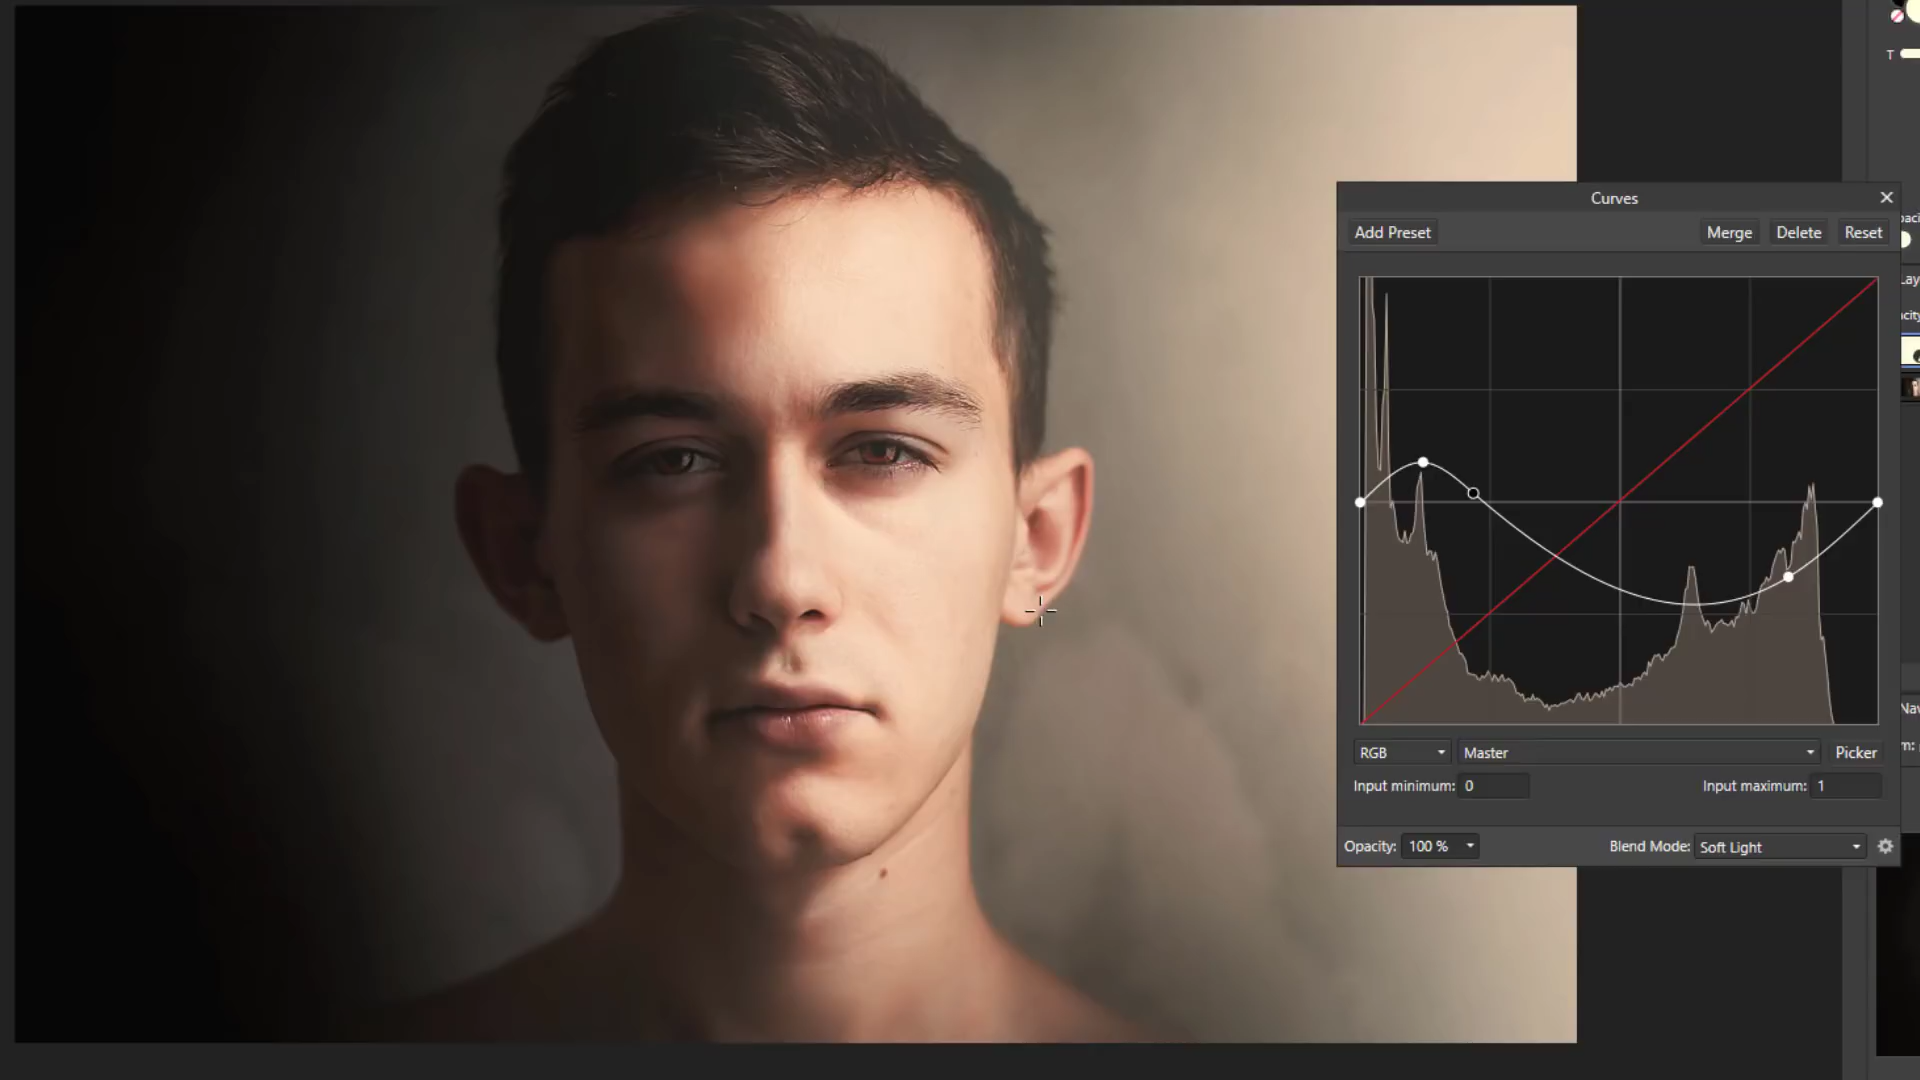 T
Curves
Add Preset
Merge
Delete
Reset
RGB
Master
Picker
Input minimum: 0
Input maximum: 1
Opacity: 100 %
Blend Mode: Soft Light